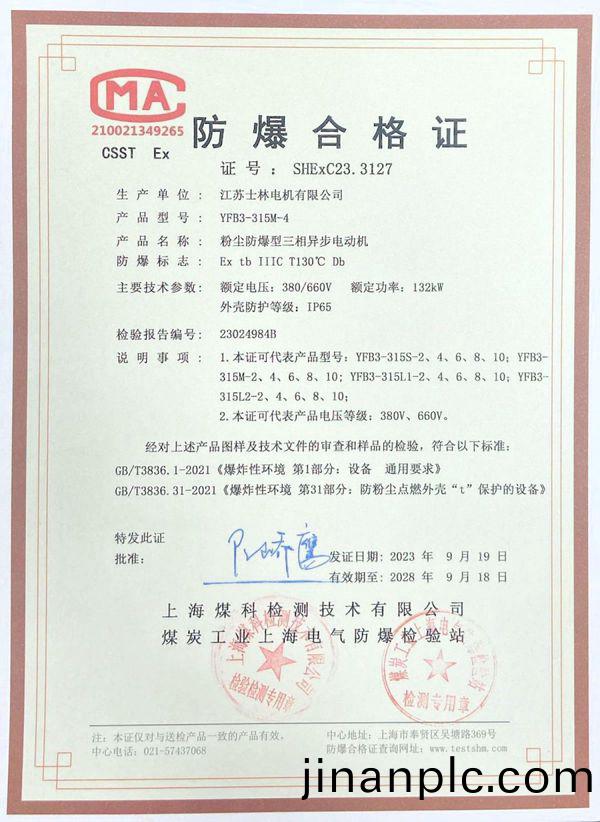 CMA
210021349265
CSST Ex
防爆合格证
证 号 : SHExC23.3127
生 产 单 位: 江苏士林电机有限公司
产 品 型 号: YFB3-315M-4
产 品 名 称: 粉尘防爆型三相异步电动机
防 爆 标 志: Ex tb IIIC T130℃ Db
主要技术参数: 额定电压: 380/660V 额定功率: 132kW
外壳防护等级: IP65
检验报告编号: 23024984B
说 明 事 项: 1.本证可代表产品型号: YFB3-315S-2、4、6、8、10; YFB3-
315M-2、4、6、8、10; YFB3-315L1-2、4、6、8、10; YFB3-
315L2-2、4、6、8、10;
2.本证可代表产品电压等级: 380V、660V。
经对上述产品图样及技术文件的审查和样品的检验, 符合以下标准:
GB/T3836.1-2021《爆炸性环境 第1部分: 设备 通用要求》
GB/T3836.31-2021《爆炸性环境 第31部分: 防粉尘点燃外壳“t”保护的设备》
特发此证
批准:
发证日期: 2023 年 9 月 19 日
有效期至: 2028 年 9 月 18 日
上海煤科检测技术有限公司
煤炭工业上海电气防爆检验站
上海煤科检测技术有限公司
检验检测专用章
检测专用章
注: 本证仅对与送检产品一致的产品有效。
中心地址: 上海市奉贤区吴塘路369号
中心电话: 021-57437068
防爆合格证查询网址: www.testshm.com
jinanplc.com